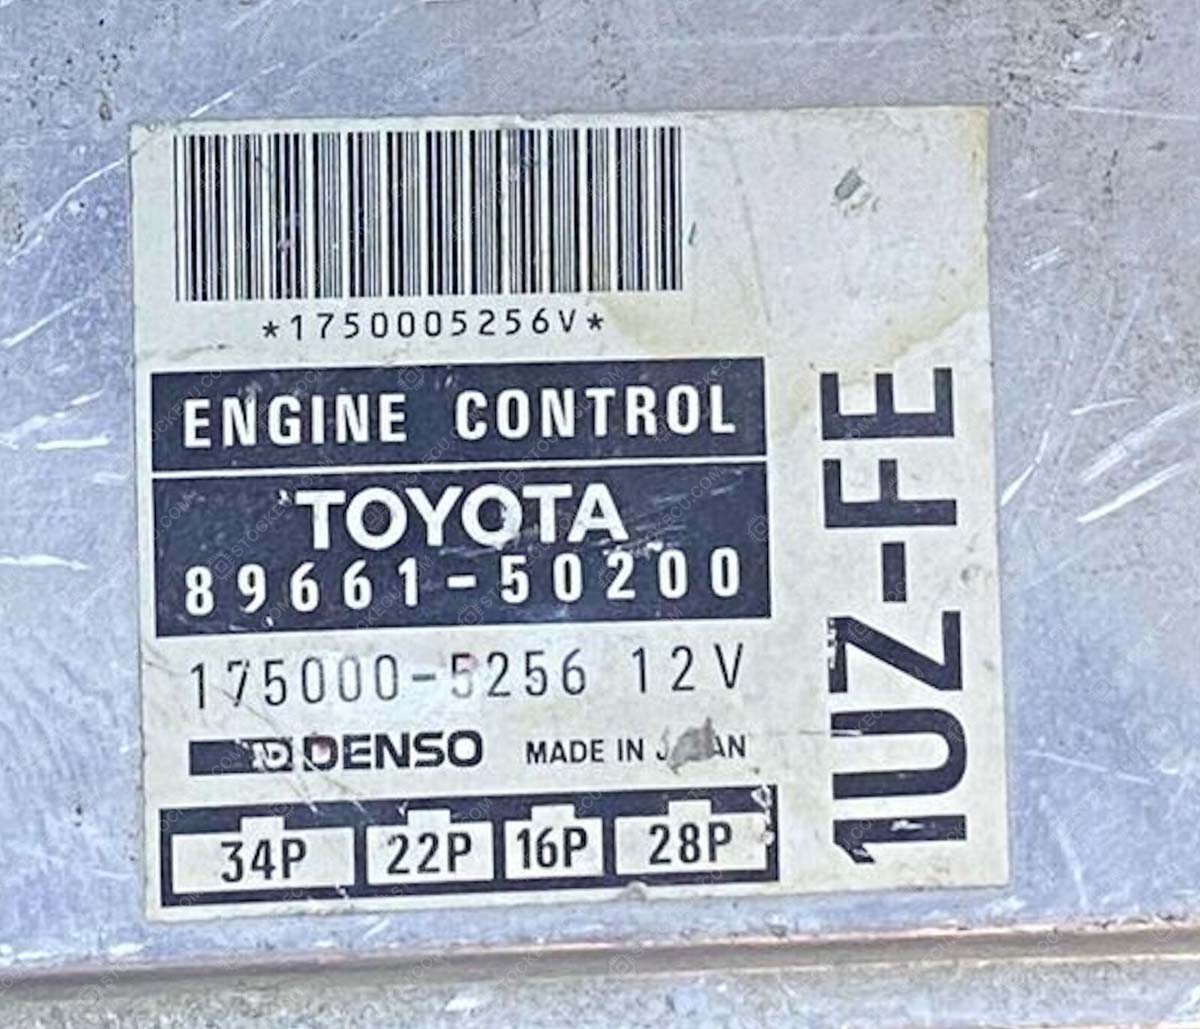 *1750005256V*
ENGINE CONTROL
TOYOTA
89661-50200
175000-5256 12V
DENSO MADE IN JAPAN
34P 22P 16P 28P
1UZ-FE